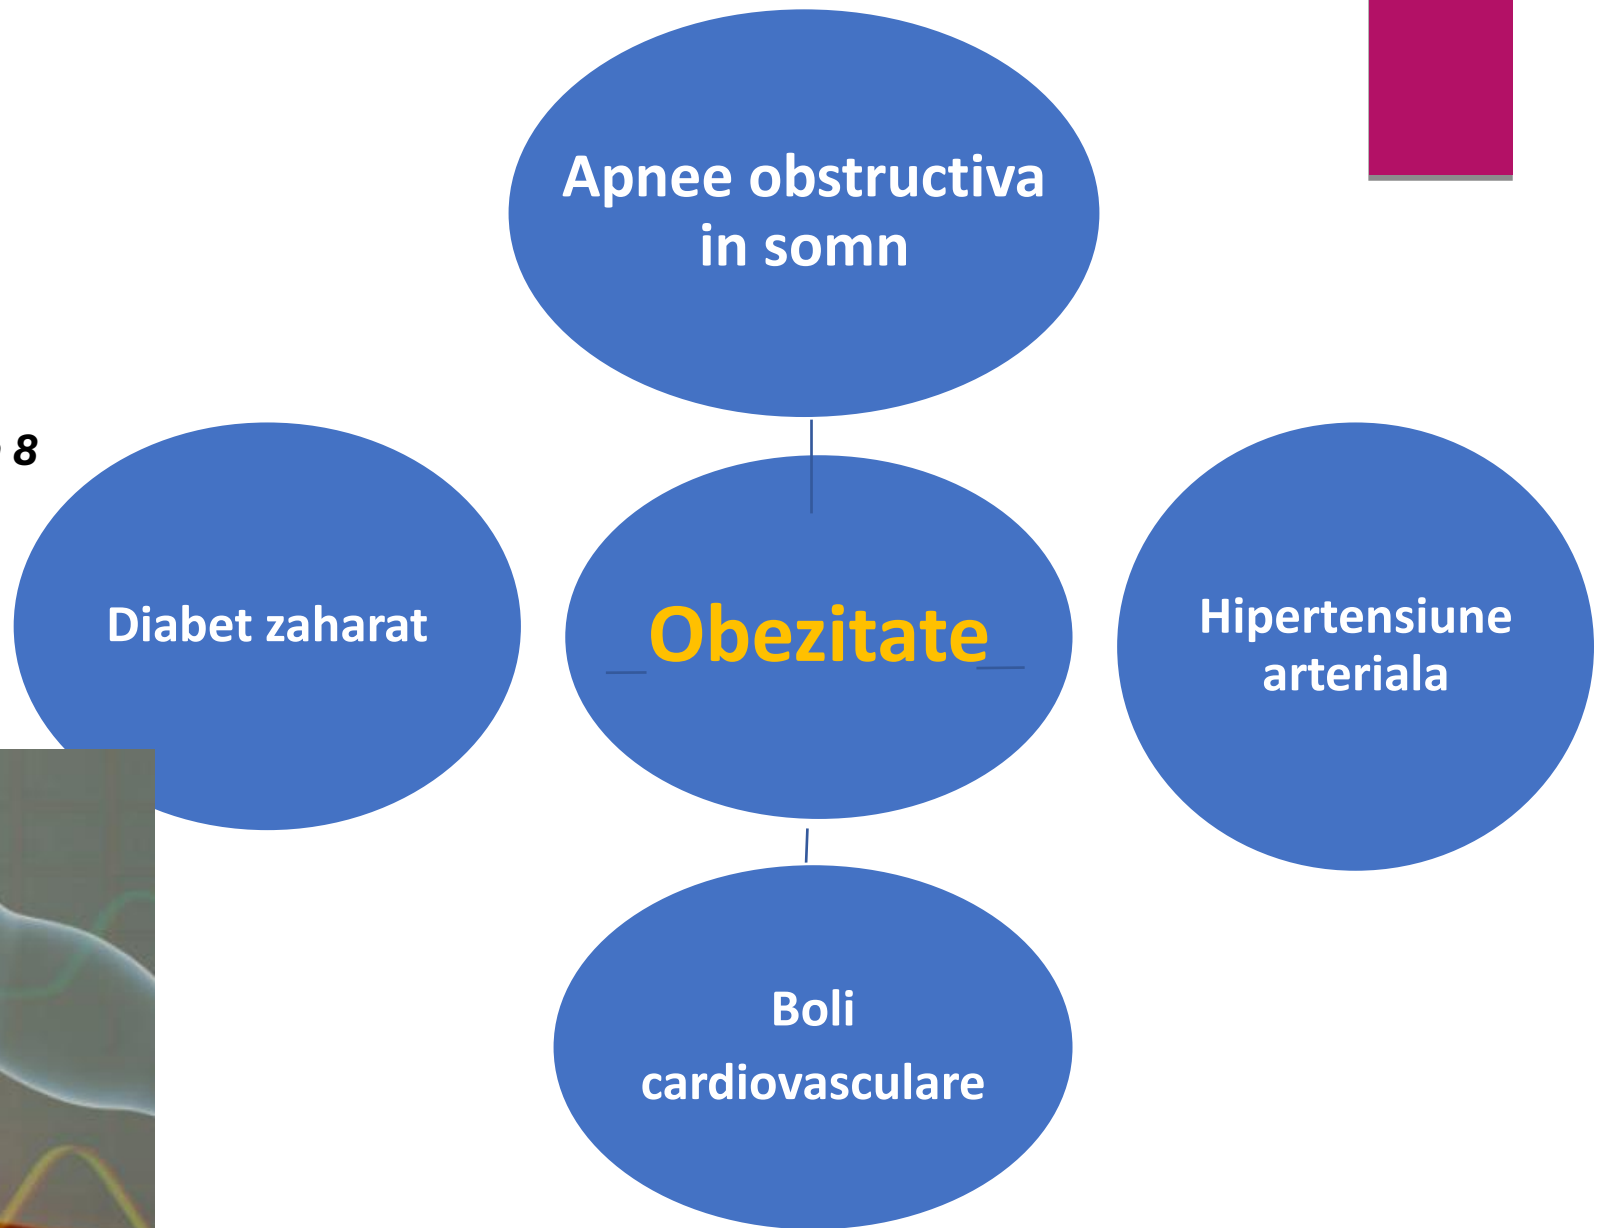 Apnee obstructiva
in somn
8
Diabet zaharat
Obezitate
Hipertensiune
arteriala
Boli
cardiovasculare